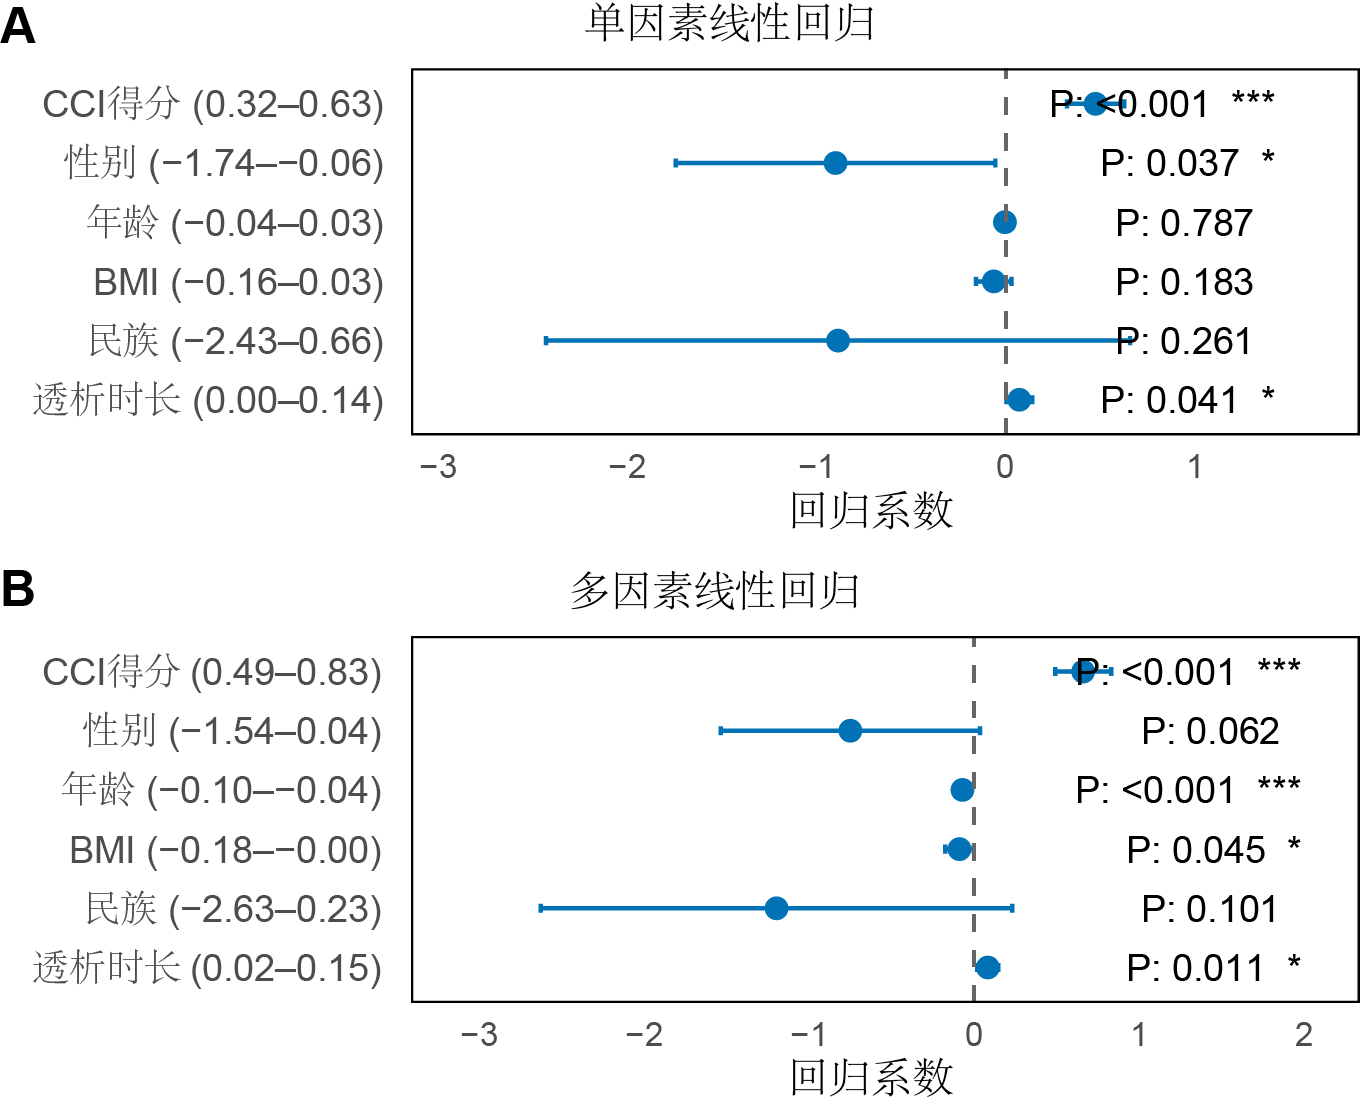 A
单因素线性回归
CCI得分 (0.32–0.63) P: <0.001 ***
性别 (−1.74–−0.06) P: 0.037 *
年龄 (−0.04–0.03) P: 0.787
BMI (−0.16–0.03) P: 0.183
民族 (−2.43–0.66) P: 0.261
透析时长 (0.00–0.14) P: 0.041 *
−3 −2 −1 0 1
回归系数
B
多因素线性回归
CCI得分 (0.49–0.83) P: <0.001 ***
性别 (−1.54–0.04) P: 0.062
年龄 (−0.10–−0.04) P: <0.001 ***
BMI (−0.18–−0.00) P: 0.045 *
民族 (−2.63–0.23) P: 0.101
透析时长 (0.02–0.15) P: 0.011 *
−3 −2 −1 0 1 2
回归系数